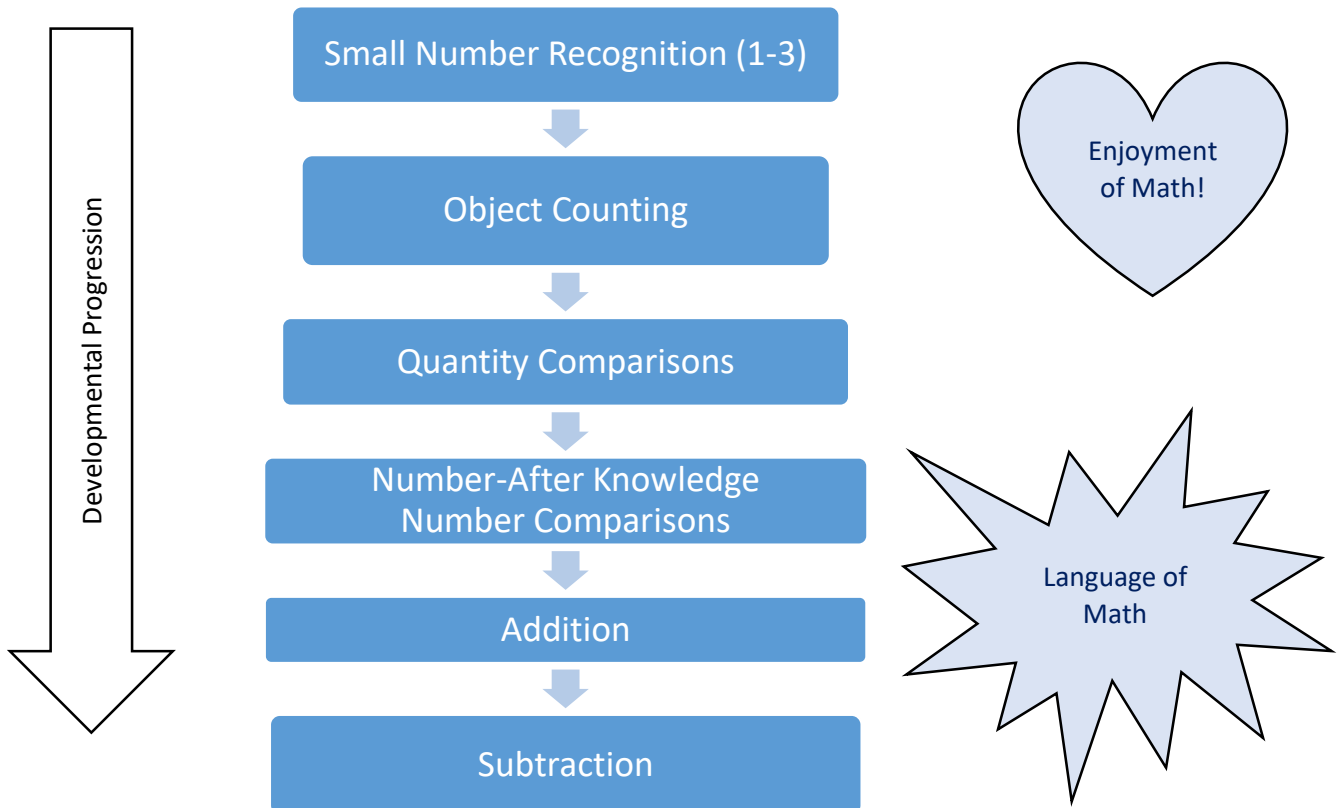 Small Number Recognition (1-3)
Object Counting
Quantity Comparisons
Number-After Knowledge
Number Comparisons
Addition
Subtraction
Developmental Progression
Enjoyment
of Math!
Language of
Math